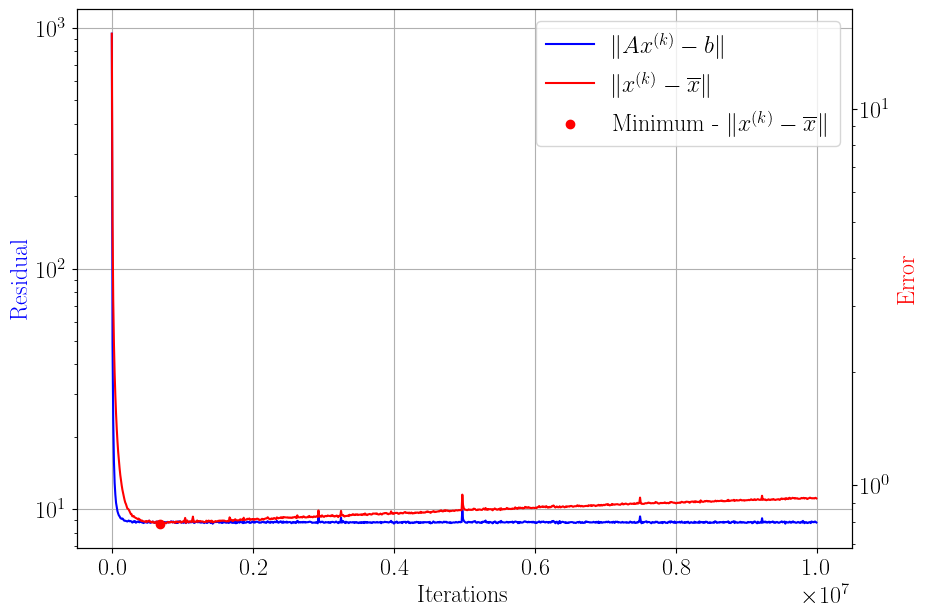 10³
10²
10¹
Residual
‖Ax⁽ᵏ⁾ − b‖
‖x⁽ᵏ⁾ − x̅‖
Minimum - ‖x⁽ᵏ⁾ − x̅‖
10¹
10⁰
Error
0.0 0.2 0.4 0.6 0.8 1.0
Iterations
×10⁷